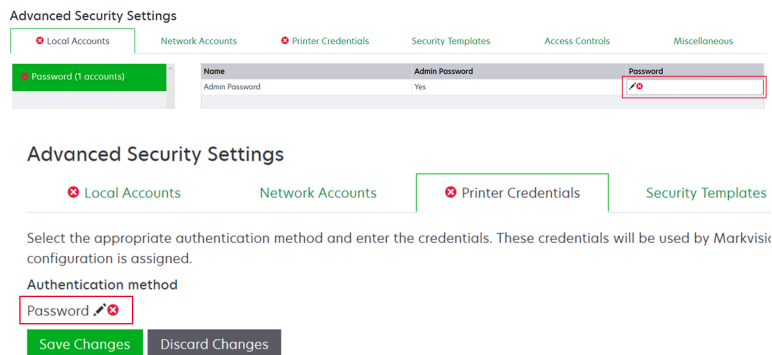 Advanced Security Settings
Local Accounts Network Accounts Printer Credentials Security Templates Access Controls Miscellaneous
Password (1 accounts)
Name Admin Password Password
Admin Password Yes
Advanced Security Settings
Local Accounts Network Accounts Printer Credentials Security Templates
Select the appropriate authentication method and enter the credentials. These credentials will be used by
configuration is assigned.
Authentication method
Password
Save Changes Discard Changes